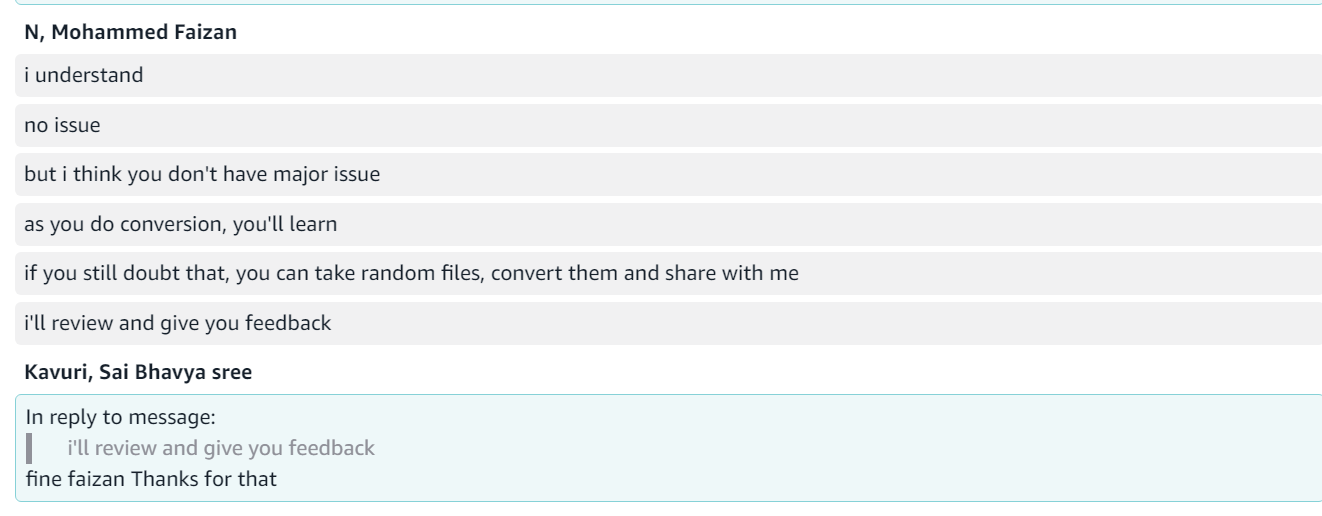 N, Mohammed Faizan
i understand
no issue
but i think you don't have major issue
as you do conversion, you'll learn
if you still doubt that, you can take random files, convert them and share with me
i'll review and give you feedback
Kavuri, Sai Bhavya sree
In reply to message:
i'll review and give you feedback
fine faizan Thanks for that